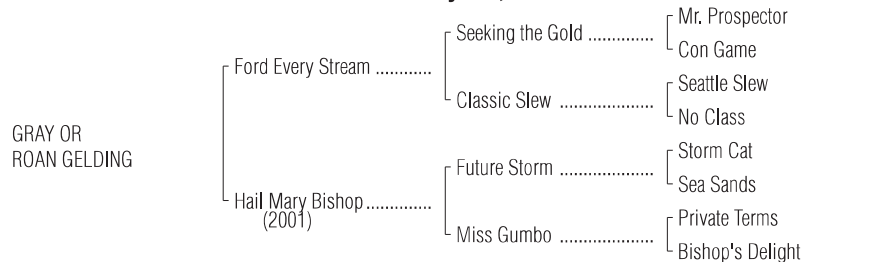 Mr. Prospector
Seeking the Gold ..............
Con Game
Ford Every Stream ............
Seattle Slew
Classic Slew ....................
No Class
GRAY OR
ROAN GELDING
Storm Cat
Future Storm ....................
Sea Sands
Hail Mary Bishop..............
(2001)
Private Terms
Miss Gumbo ....................
Bishop's Delight